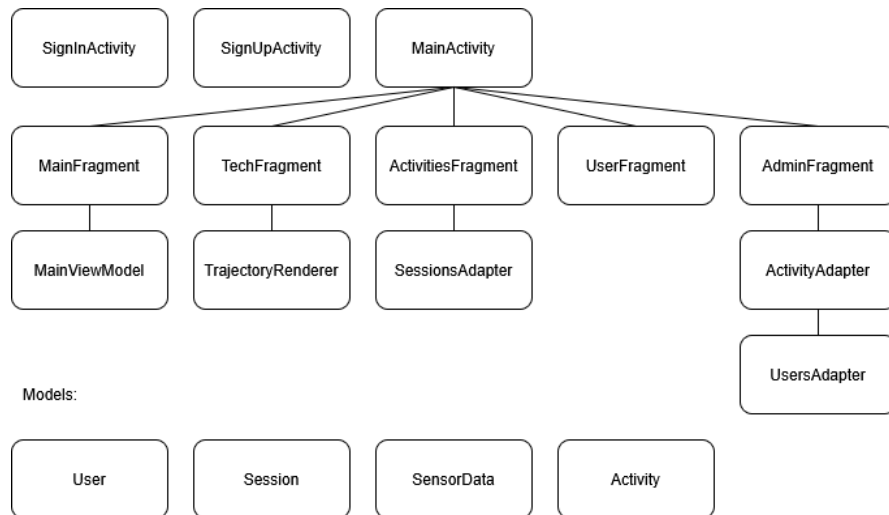 SignInActivity
SignUpActivity
MainActivity
MainFragment
TechFragment
ActivitiesFragment
UserFragment
AdminFragment
MainViewModel
TrajectoryRenderer
SessionsAdapter
ActivityAdapter
UsersAdapter
Models:
User
Session
SensorData
Activity